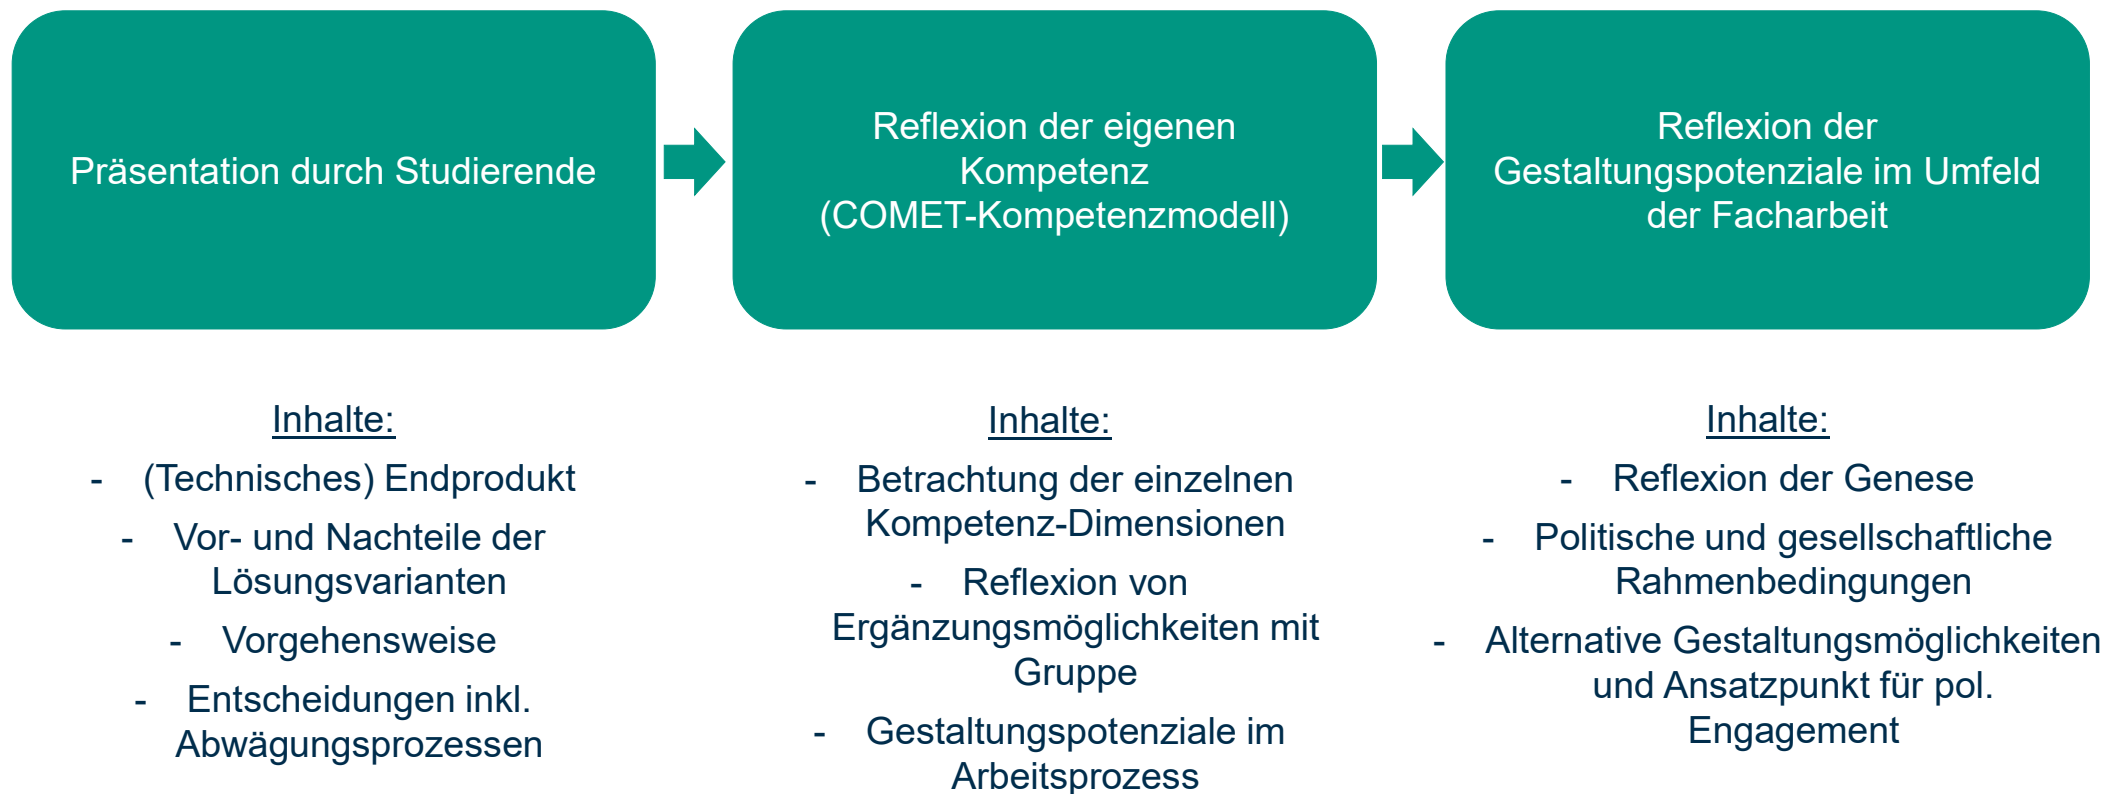 Präsentation durch Studierende
Reflexion der eigenen
Kompetenz
(COMET-Kompetenzmodell)
Reflexion der
Gestaltungspotenziale im Umfeld
der Facharbeit
Inhalte:
- (Technisches) Endprodukt
- Vor- und Nachteile der
Lösungsvarianten
- Vorgehensweise
- Entscheidungen inkl.
Abwägungsprozessen
Inhalte:
- Betrachtung der einzelnen
Kompetenz-Dimensionen
- Reflexion von
Ergänzungsmöglichkeiten mit
Gruppe
- Gestaltungspotenziale im
Arbeitsprozess
Inhalte:
- Reflexion der Genese
- Politische und gesellschaftliche
Rahmenbedingungen
- Alternative Gestaltungsmöglichkeiten
und Ansatzpunkt für pol.
Engagement